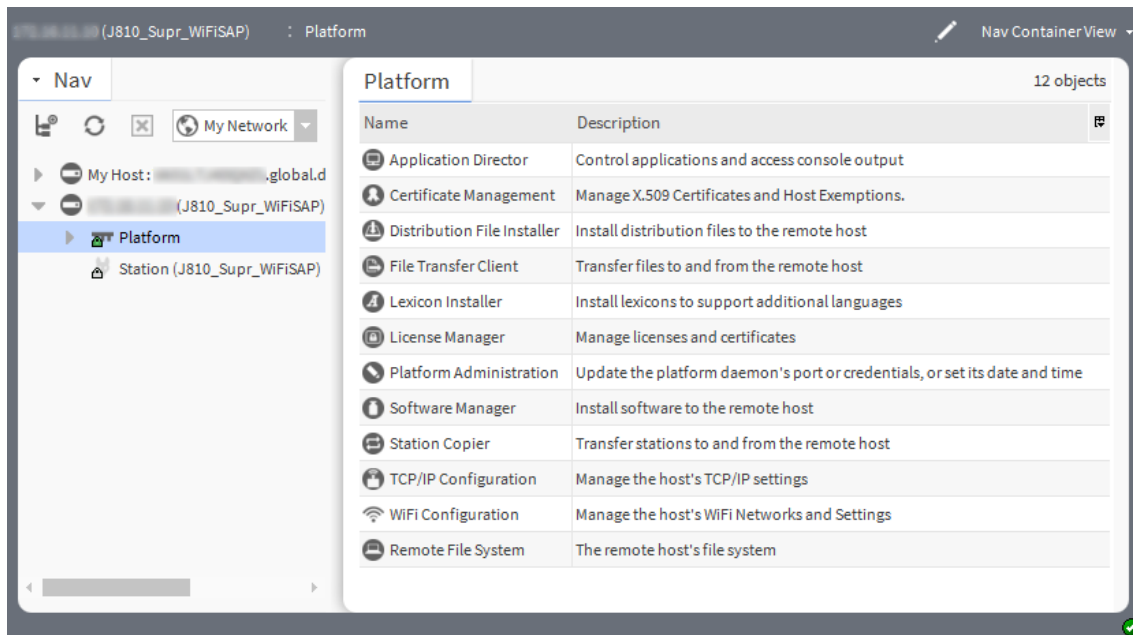 (J810_Supr_WiFiSAP) : Platform Nav Container View
Nav
My Network
My Host : .global.d
(J810_Supr_WiFiSAP)
Platform
Station (J810_Supr_WiFiSAP)
Platform 12 objects
Name Description
Application Director Control applications and access console output
Certificate Management Manage X.509 Certificates and Host Exemptions.
Distribution File Installer Install distribution files to the remote host
File Transfer Client Transfer files to and from the remote host
Lexicon Installer Install lexicons to support additional languages
License Manager Manage licenses and certificates
Platform Administration Update the platform daemon's port or credentials, or set its date and time
Software Manager Install software to the remote host
Station Copier Transfer stations to and from the remote host
TCP/IP Configuration Manage the host's TCP/IP settings
WiFi Configuration Manage the host's WiFi Networks and Settings
Remote File System The remote host's file system